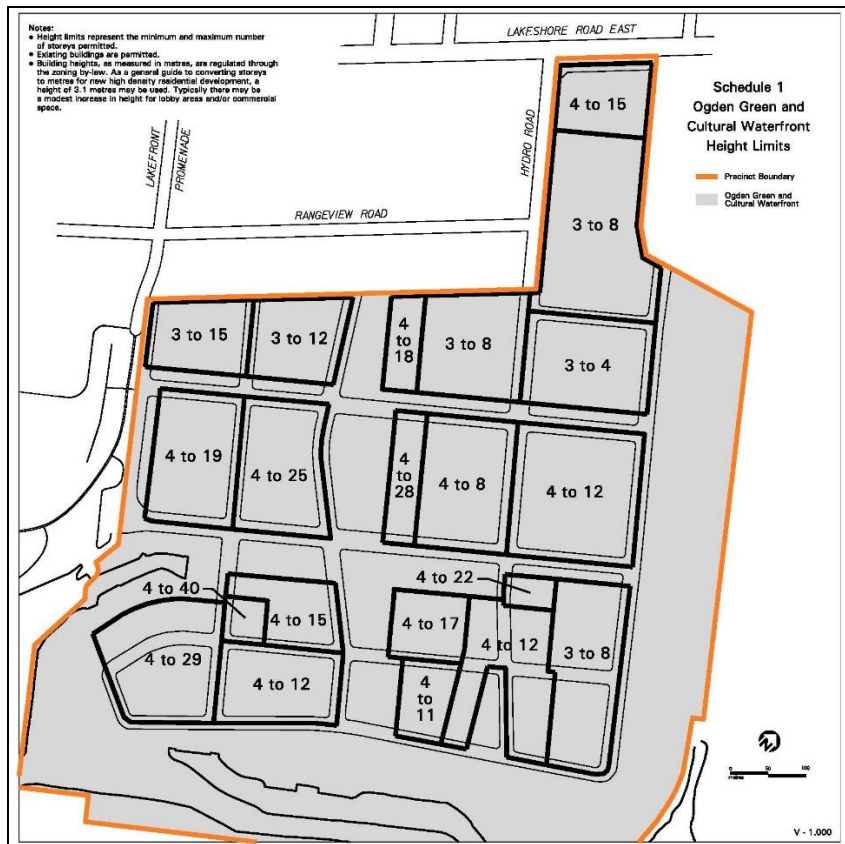 Notes:
• Height limits represent the minimum and maximum number
of storeys permitted.
• Existing buildings are permitted.
• Building heights, as measured in metres, are regulated through
the zoning by-law. As a general guide to converting storeys
to metres for new high density residential development, a
height of 3.1 metres may be used. Typically there may be
a modest increase in height for lobby areas and/or commercial
space.
LAKESHORE ROAD EAST
Schedule 1
Ogden Green and
Cultural Waterfront
Height Limits
Precinct Boundary
Ogden Green and
Cultural Waterfront
LAKEFRONT
PROMENADE
HYDRO ROAD
RANGEVIEW ROAD
4 to 15
3 to 8
3 to 15
3 to 12
4
to
18
3 to 8
3 to 4
4 to 19
4 to 25
4
to
28
4 to 8
4 to 12
4 to 40
4 to 15
4 to 22
4 to 17
4 to 12
3 to 8
4 to 29
4 to 12
4
to
11
0 50 100
metres
V - 1.000